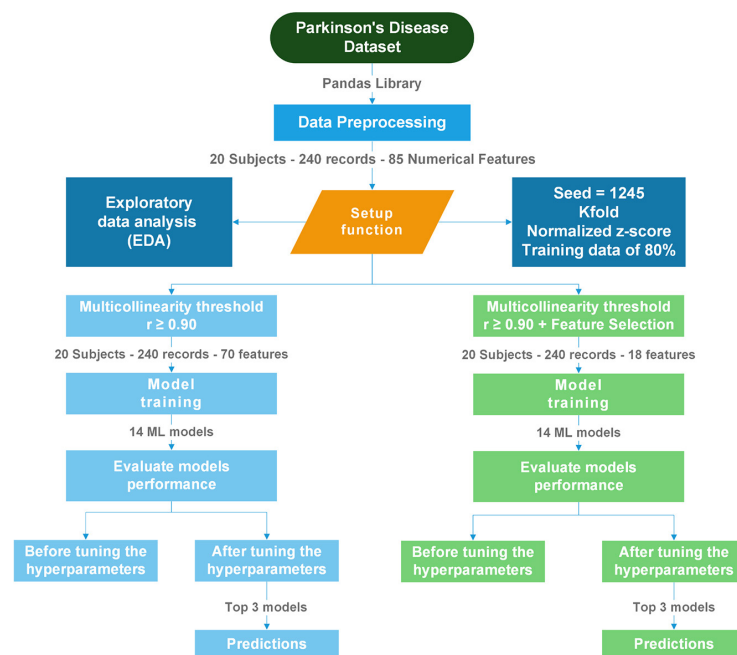 Parkinson's Disease
Dataset
Pandas Library
Data Preprocessing
20 Subjects - 240 records - 85 Numerical Features
Exploratory
data analysis
(EDA)
Setup
function
Seed = 1245
Kfold
Normalized z-score
Training data of 80%
Multicollinearity threshold
r ≥ 0.90
20 Subjects - 240 records - 70 features
Model
training
14 ML models
Evaluate models
performance
Before tuning the
hyperparameters
After tuning the
hyperparameters
Top 3 models
Predictions
Multicollinearity threshold
r ≥ 0.90 + Feature Selection
20 Subjects - 240 records - 18 features
Model
training
14 ML models
Evaluate models
performance
Before tuning the
hyperparameters
After tuning the
hyperparameters
Top 3 models
Predictions